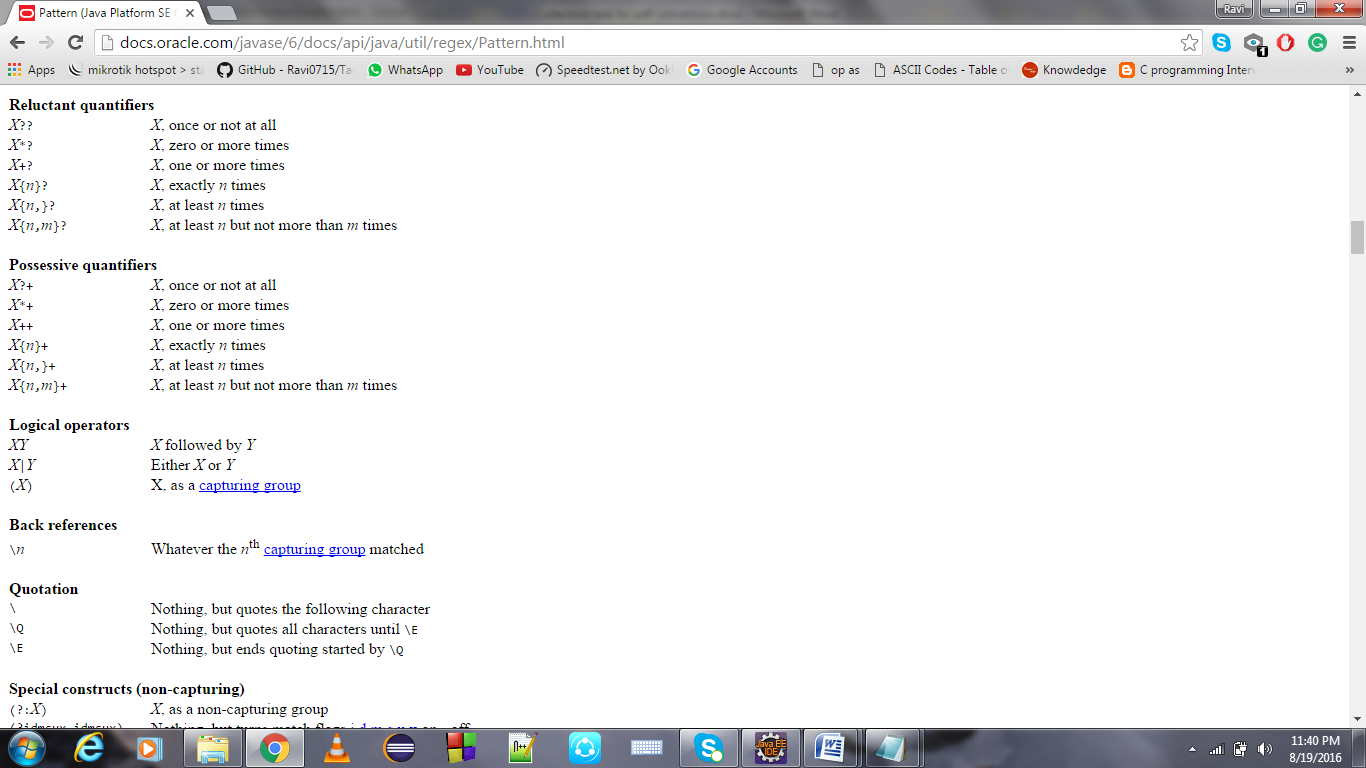 Pattern (Java Platform SE
Ravi
docs.oracle.com/javase/6/docs/api/java/util/regex/Pattern.html
1
Apps
mikrotik hotspot > sta
GitHub - Ravi0715/Ta
WhatsApp
YouTube
Speedtest.net by Ookl
Google Accounts
op as
ASCII Codes - Table o
Knowdedge
C programming Inter
»
Reluctant quantifiers
X?? X, once or not at all
X*? X, zero or more times
X+? X, one or more times
X{n}? X, exactly n times
X{n,}? X, at least n times
X{n,m}? X, at least n but not more than m times
Possessive quantifiers
X?+ X, once or not at all
X*+ X, zero or more times
X++ X, one or more times
X{n}+ X, exactly n times
X{n,}+ X, at least n times
X{n,m}+ X, at least n but not more than m times
Logical operators
XY X followed by Y
X|Y Either X or Y
(X) X, as a capturing group
Back references
\n Whatever the nth capturing group matched
Quotation
\ Nothing, but quotes the following character
\Q Nothing, but quotes all characters until \E
\E Nothing, but ends quoting started by \Q
Special constructs (non-capturing)
(?:X) X, as a non-capturing group
N++
Java EE
IDE
11:40 PM
8/19/2016